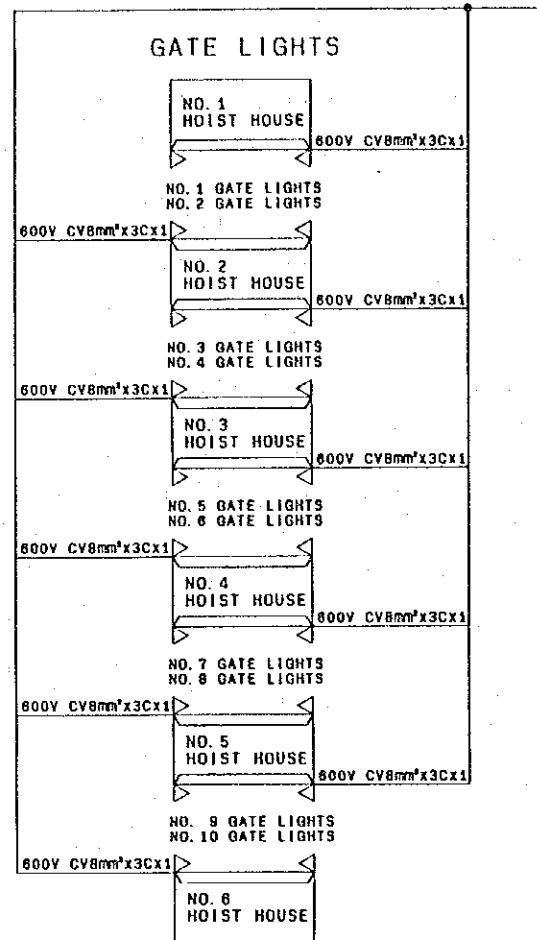 GATE LIGHTS
NO. 1
HOIST HOUSE
600V CV8mm²x3Cx1
NO. 1 GATE LIGHTS
NO. 2 GATE LIGHTS
600V CV8mm²x3Cx1
NO. 2
HOIST HOUSE
600V CV8mm²x3Cx1
NO. 3 GATE LIGHTS
NO. 4 GATE LIGHTS
600V CV8mm²x3Cx1
NO. 3
HOIST HOUSE
600V CV8mm²x3Cx1
NO. 5 GATE LIGHTS
NO. 6 GATE LIGHTS
600V CV8mm²x3Cx1
NO. 4
HOIST HOUSE
600V CV8mm²x3Cx1
NO. 7 GATE LIGHTS
NO. 8 GATE LIGHTS
600V CV8mm²x3Cx1
NO. 5
HOIST HOUSE
600V CV8mm²x3Cx1
NO. 9 GATE LIGHTS
NO. 10 GATE LIGHTS
600V CV8mm²x3Cx1
NO. 6
HOIST HOUSE